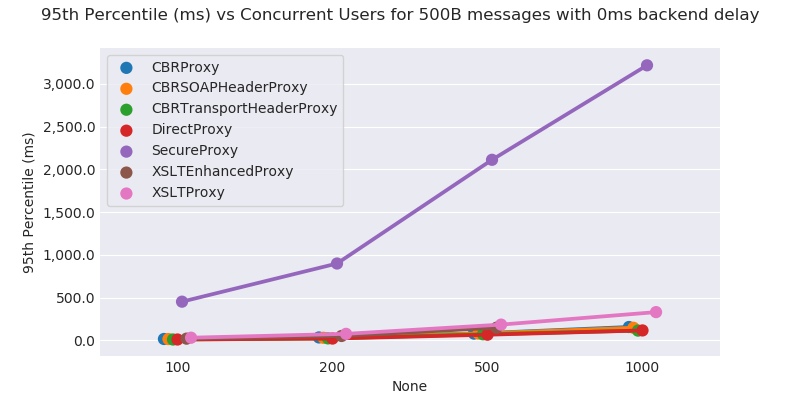 95th Percentile (ms) vs Concurrent Users for 500B messages with 0ms backend delay
CBRProxy
CBRSOAPHeaderProxy
CBRTransportHeaderProxy
DirectProxy
SecureProxy
XSLTEnhancedProxy
XSLTProxy
95th Percentile (ms)
3,000.0
2,500.0
2,000.0
1,500.0
1,000.0
500.0
0.0
100 200 500 1000
None